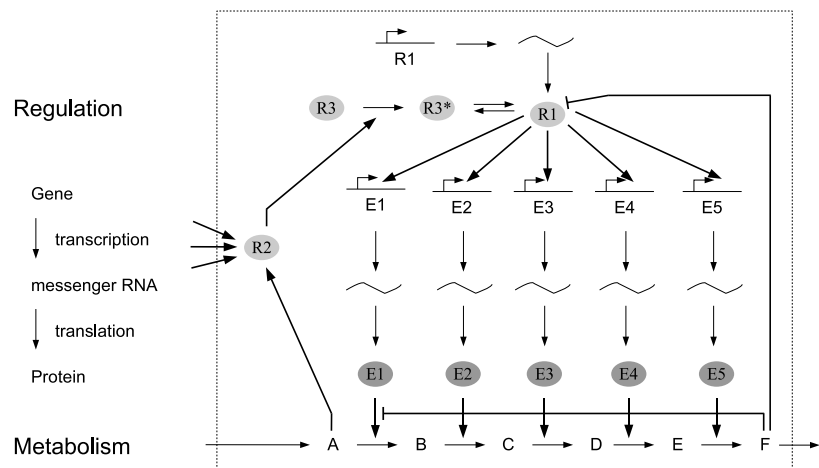 R1
Regulation
R3
R3*
R1
Gene
E1
E2
E3
E4
E5
transcription
R2
messenger RNA
translation
Protein
E1
E2
E3
E4
E5
Metabolism
A
B
C
D
E
F